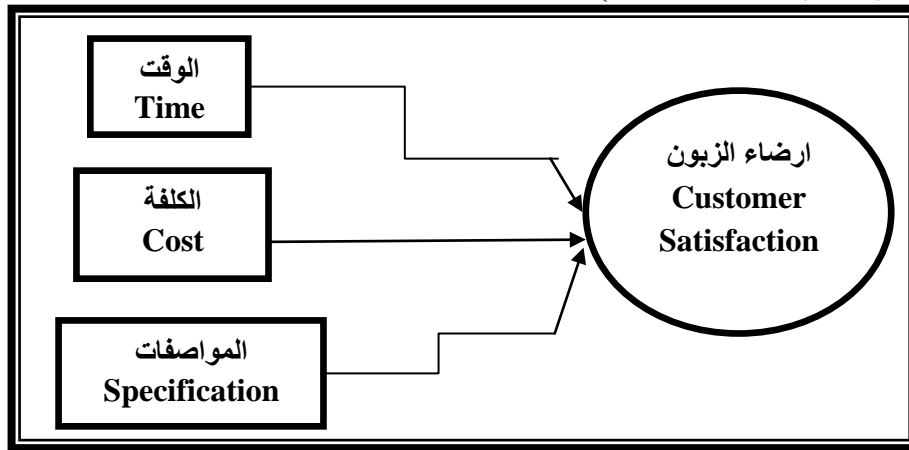 الوقت
Time
الكلفة
Cost
المواصفات
Specification
ارضاء الزبون
Customer
Satisfaction